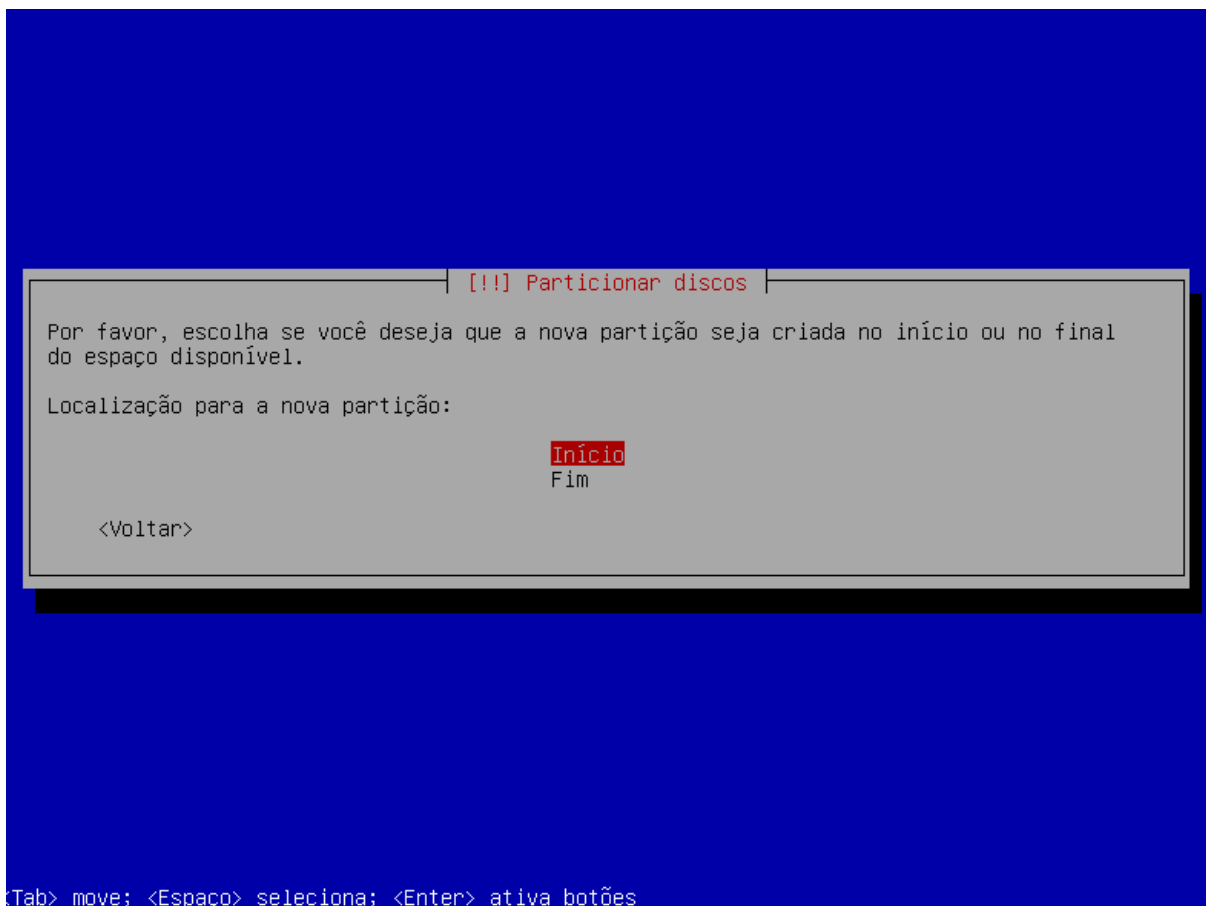 [!!] Particionar discos
Por favor, escolha se você deseja que a nova partição seja criada no início ou no final
do espaço disponível.
Localização para a nova partição:
Início
Fim
<Voltar>
<Tab> move; <Espaço> seleciona; <Enter> ativa botões